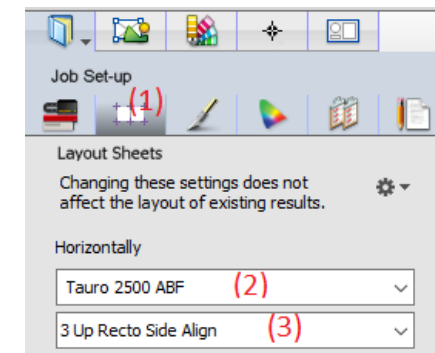 Job Set-up
(1)
Layout Sheets
Changing these settings does not
affect the layout of existing results.
Horizontally
Tauro 2500 ABF (2)
3 Up Recto Side Align (3)